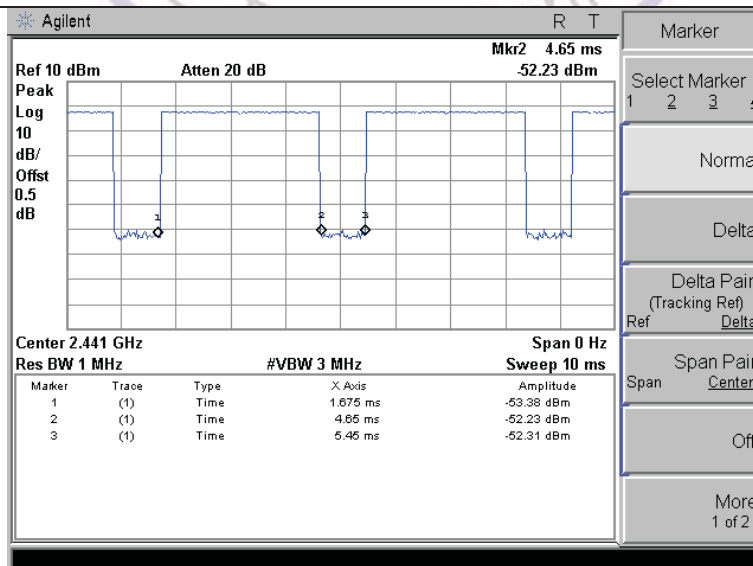 Agilent R T
Mkr2 4.65 ms
Ref 10 dBm Atten 20 dB -52.23 dBm
Peak
Log
10
dB/
Offst
0.5
dB
1
2 3
Center 2.441 GHz Span 0 Hz
Res BW 1 MHz #VBW 3 MHz Sweep 10 ms
Marker Trace Type X Axis Amplitude
1 (1) Time 1.675 ms -53.38 dBm
2 (1) Time 4.65 ms -52.23 dBm
3 (1) Time 5.45 ms -52.31 dBm
Marker
Select Marker
1 2 3
Norma
Delta
Delta Pair
(Tracking Ref)
Ref Delta
Span Pair
Span Center
Off
More
1 of 2